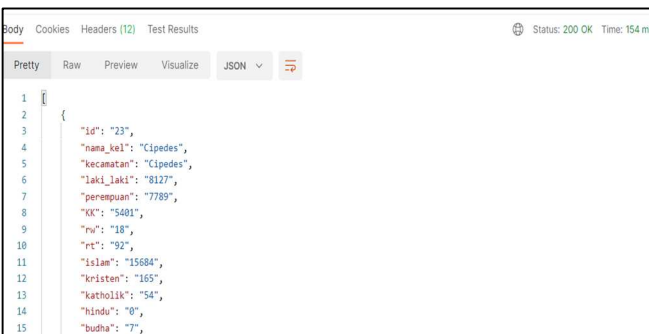 Body Cookies Headers (12) Test Results Status: 200 OK Time: 154 m
Pretty Raw Preview Visualize JSON
1 [
2 {
3 "id": "23",
4 "nama_kel": "Cipedes",
5 "kecamatan": "Cipedes",
6 "laki_laki": "8127",
7 "perempuan": "7789",
8 "KK": "5401",
9 "rw": "18",
10 "rt": "92",
11 "islam": "15684",
12 "kristen": "165",
13 "katholik": "54",
14 "hindu": "0",
15 "budha": "7",